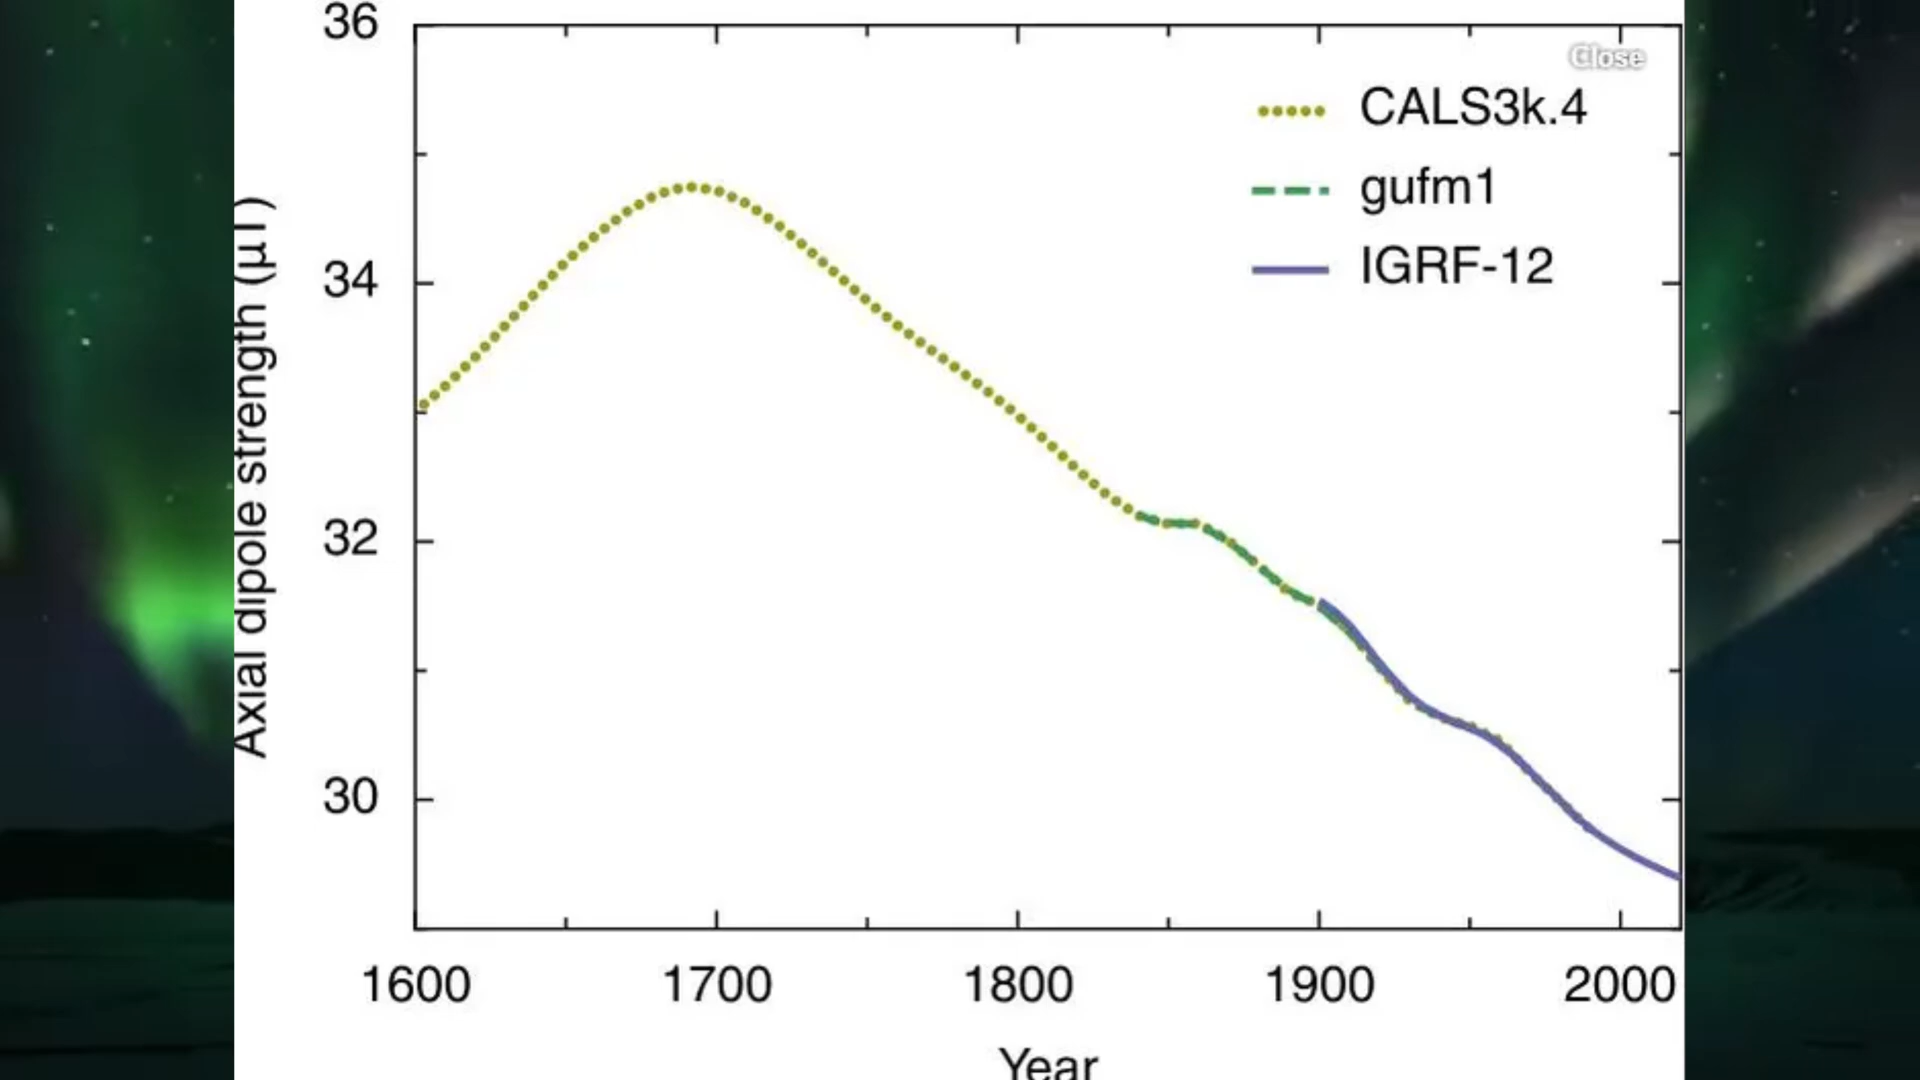 36
Close
CALS3k.4
gufm1
IGRF-12
34
32
30
Axial dipole strength (μT)
1600 1700 1800 1900 2000
Year